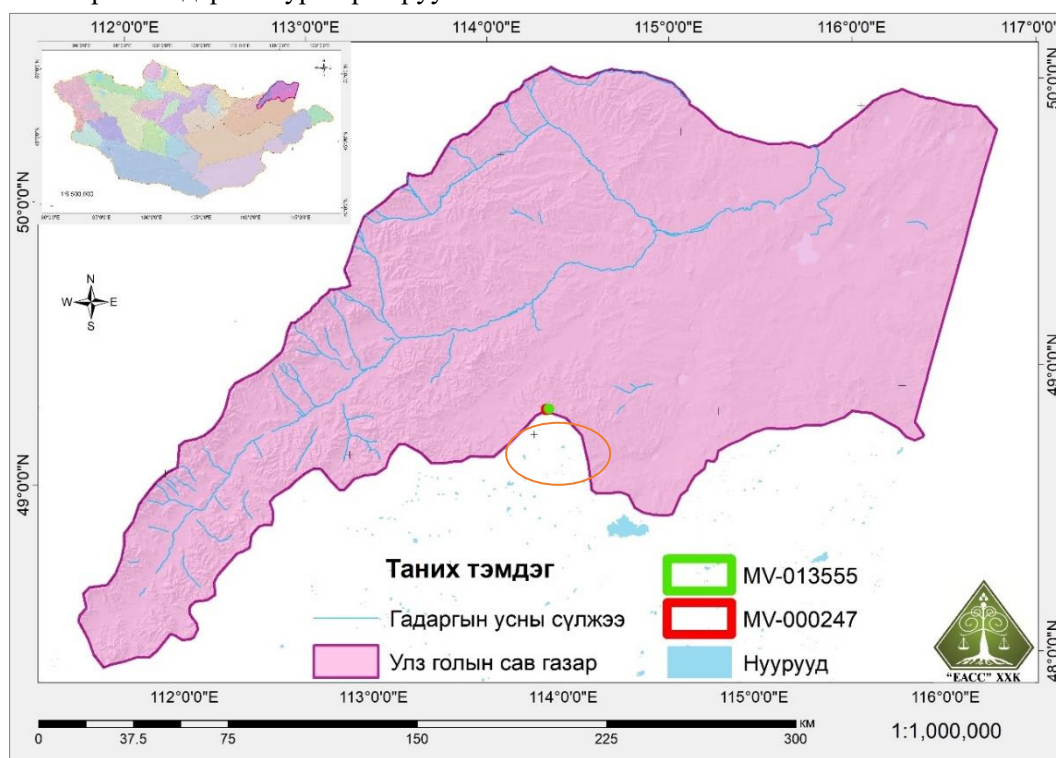 112°0'0"E 113°0'0"E 114°0'0"E 115°0'0"E 116°0'0"E 117°0'0"
1:6,500,000
50°0'0"N
50°0'0"N
N
W E
S
49°0'0"N
49°0'0"N
48°0'0"N
Таних тэмдэг
Гадаргын усны сүлжээ
Улз голын сав газар
MV-013555
MV-000247
Нуурууд
"ЕАСС" ХХК
112°0'0"E 113°0'0"E 114°0'0"E 115°0'0"E 116°0'0"E
0 37.5 75 150 225 300
км
1:1,000,000